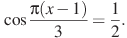 cos π(x − 1)/3 = 1/2.